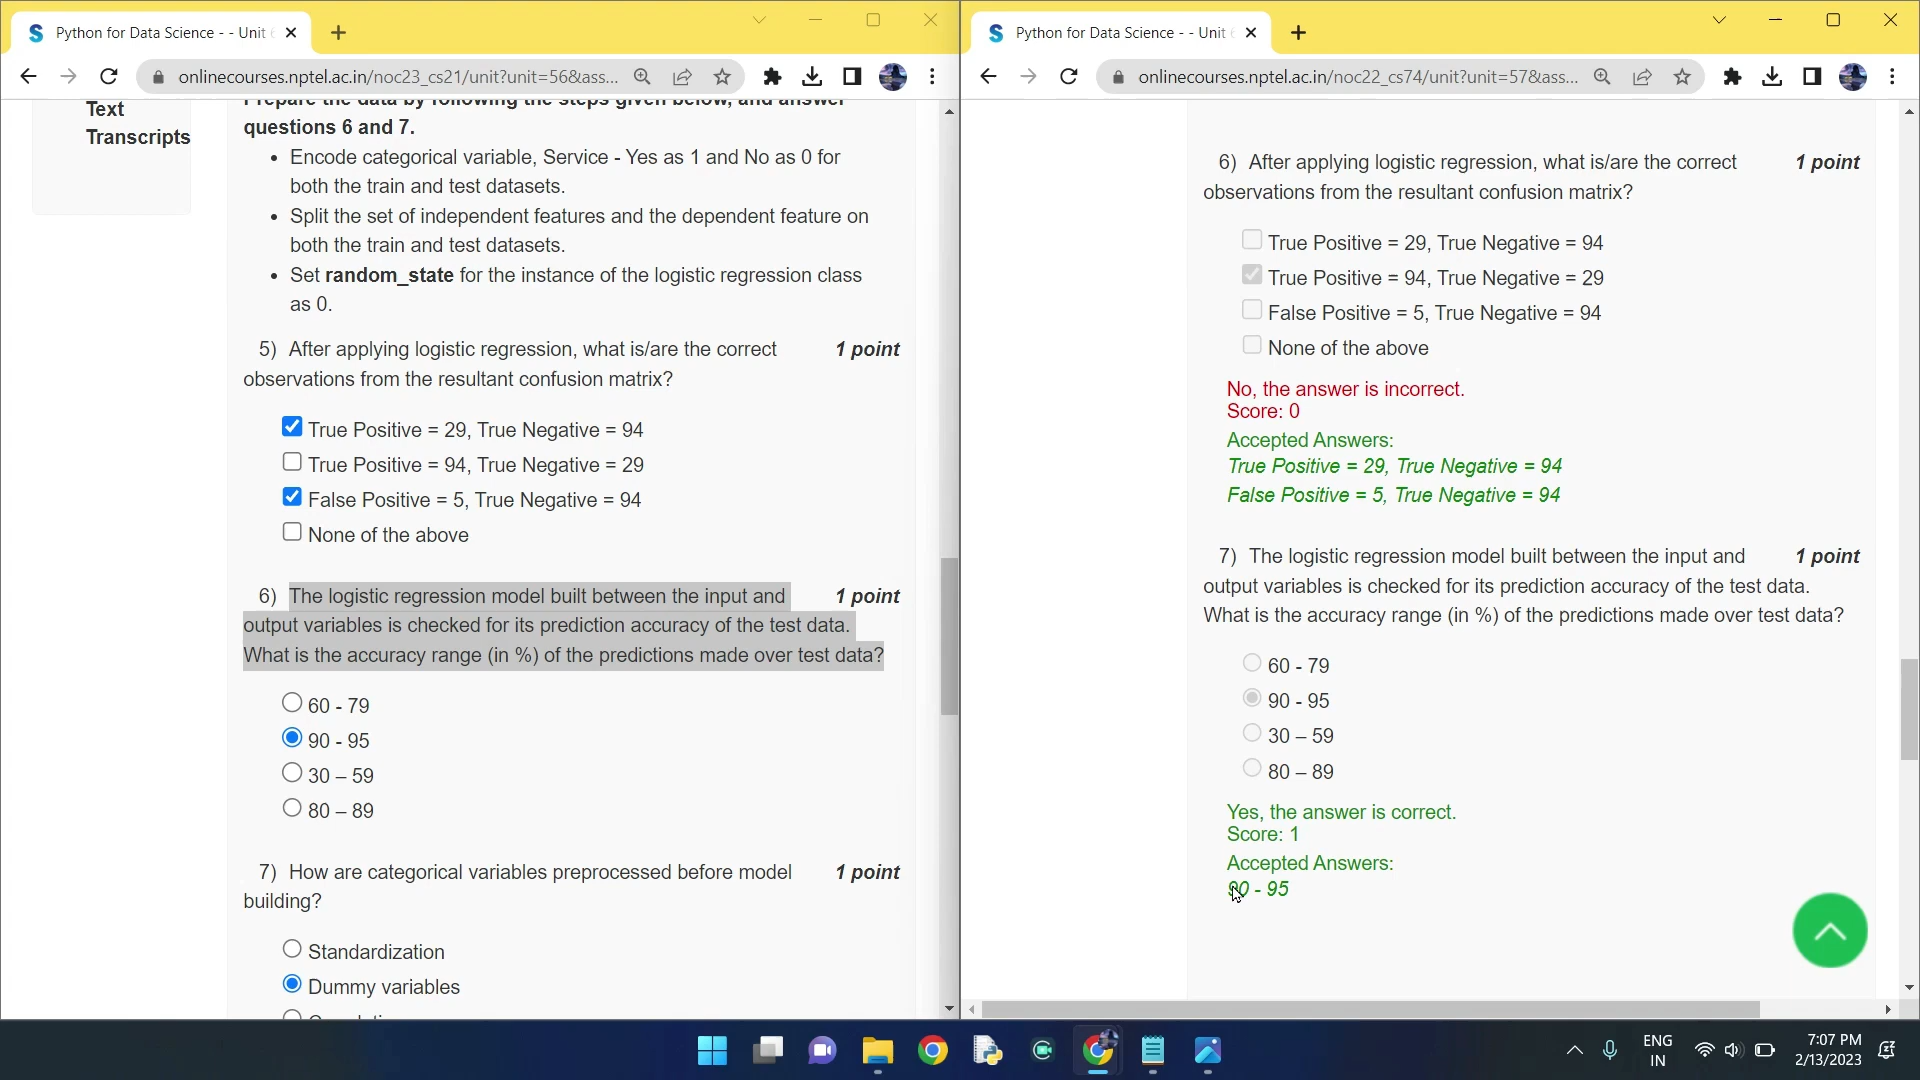 Python for Data Science - - Unit 6
onlinecourses.nptel.ac.in/noc23_cs21/unit?unit=56&ass...
Text
Transcripts
Prepare the data by following the steps given below, and answer
questions 6 and 7.
Encode categorical variable, Service - Yes as 1 and No as 0 for
both the train and test datasets.
Split the set of independent features and the dependent feature on
both the train and test datasets.
Set random_state for the instance of the logistic regression class
as 0.
5) After applying logistic regression, what is/are the correct 1 point
observations from the resultant confusion matrix?
True Positive = 29, True Negative = 94
True Positive = 94, True Negative = 29
False Positive = 5, True Negative = 94
None of the above
6) The logistic regression model built between the input and 1 point
output variables is checked for its prediction accuracy of the test data.
What is the accuracy range (in %) of the predictions made over test data?
60 - 79
90 - 95
30 – 59
80 – 89
7) How are categorical variables preprocessed before model 1 point
building?
Standardization
Dummy variables
Python for Data Science - - Unit 6
onlinecourses.nptel.ac.in/noc22_cs74/unit?unit=57&ass...
6) After applying logistic regression, what is/are the correct 1 point
observations from the resultant confusion matrix?
True Positive = 29, True Negative = 94
True Positive = 94, True Negative = 29
False Positive = 5, True Negative = 94
None of the above
No, the answer is incorrect.
Score: 0
Accepted Answers:
True Positive = 29, True Negative = 94
False Positive = 5, True Negative = 94
7) The logistic regression model built between the input and 1 point
output variables is checked for its prediction accuracy of the test data.
What is the accuracy range (in %) of the predictions made over test data?
60 - 79
90 - 95
30 – 59
80 – 89
Yes, the answer is correct.
Score: 1
Accepted Answers:
90 - 95
ENG
IN
7:07 PM
2/13/2023